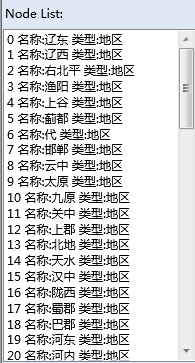 Node List:
0 名称:辽东 类型:地区
1 名称:辽西 类型:地区
2 名称:右北平 类型:地区
3 名称:渔阳 类型:地区
4 名称:上谷 类型:地区
5 名称:蓟都 类型:地区
6 名称:代 类型:地区
7 名称:邯郸 类型:地区
8 名称:云中 类型:地区
9 名称:太原 类型:地区
10 名称:九原 类型:地区
11 名称:关中 类型:地区
12 名称:上郡 类型:地区
13 名称:北地 类型:地区
14 名称:天水 类型:地区
15 名称:汉中 类型:地区
16 名称:陇西 类型:地区
17 名称:蜀郡 类型:地区
18 名称:巴郡 类型:地区
19 名称:河东 类型:地区
20 名称:河内 类型:地区